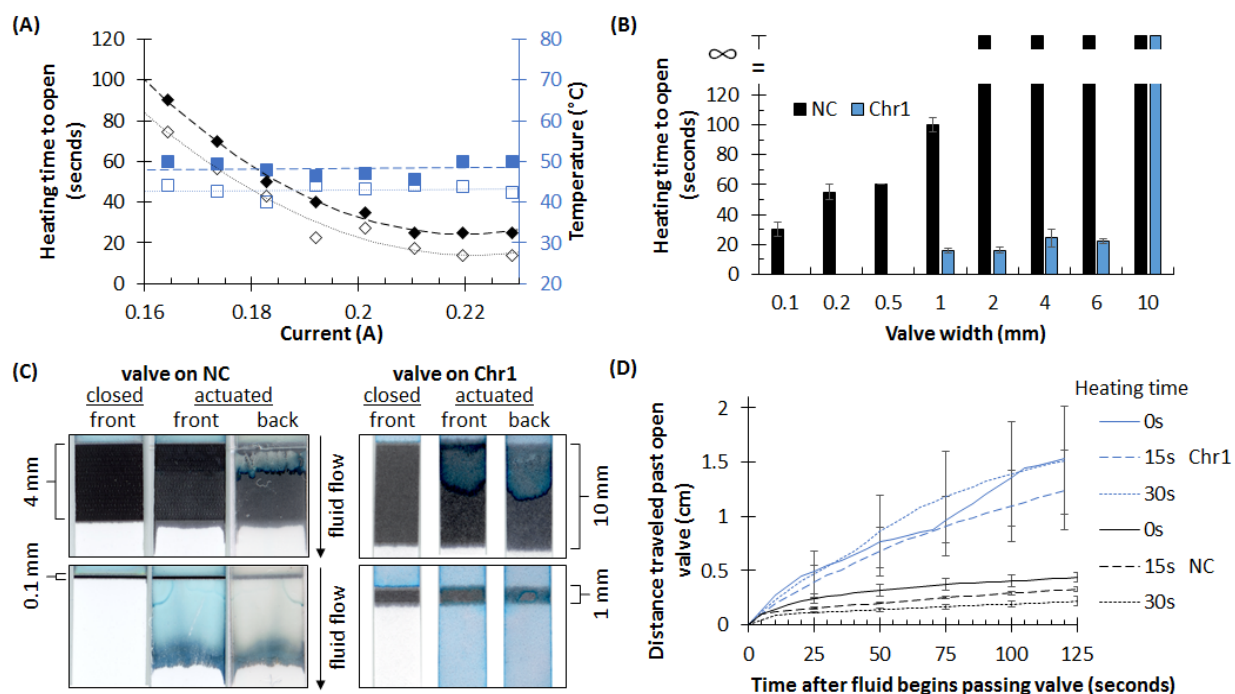 (A)
Heating time to open
(secnds)
120
100
80
60
40
20
0
80
70
60
50
40
30
20
Temperature (˚C)
0.16
0.18
0.2
0.22
Current (A)
(B)
Heating time to open
(seconds)
∞
=
120
100
80
60
40
20
0
NC
Chr1
0.1
0.2
0.5
1
2
4
6
10
Valve width (mm)
(C)
valve on NC
closed
actuated
front
front
back
4 mm
fluid flow
0.1 mm
fluid flow
valve on Chr1
closed
actuated
front
front
back
10 mm
1 mm
(D)
Distance traveled past open
valve (cm)
2
1.5
1
0.5
0
0
25
50
75
100
125
Time after fluid begins passing valve (seconds)
Heating time
0s
15s Chr1
30s
0s
15s NC
30s